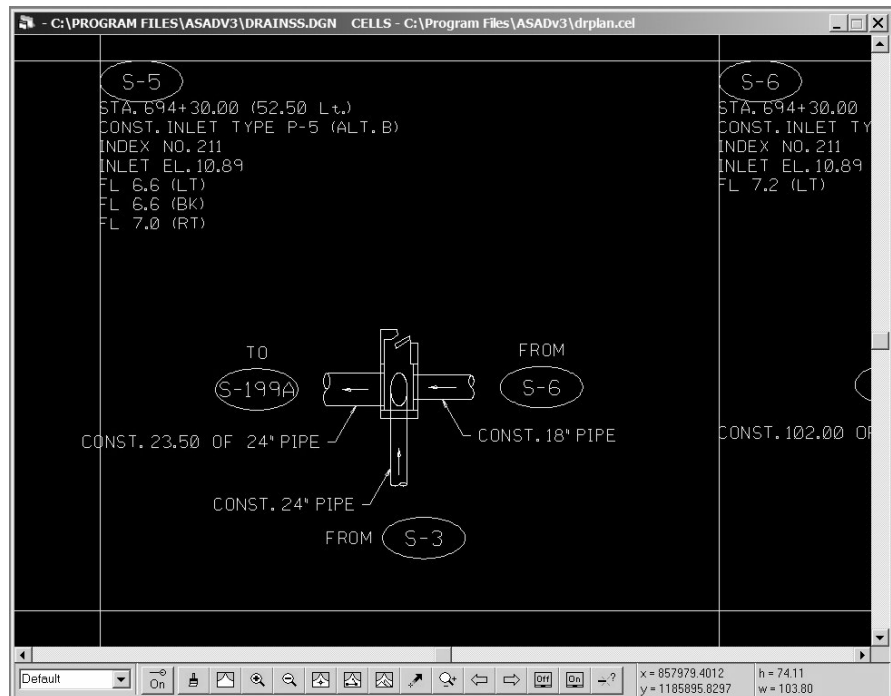 - C:\PROGRAM FILES\ASADV3\DRAINSS.DGN CELLS - C:\Program Files\ASADv3\drplan.cel
S-5
STA. 694+30.00 (52.50 Lt.)
CONST. INLET TYPE P-5 (ALT. B)
INDEX NO. 211
INLET EL. 10.89
FL 6.6 (LT)
FL 6.6 (BK)
FL 7.0 (RT)
S-6
STA. 694+30.00
CONST. INLET TY
INDEX NO. 211
INLET EL. 10.89
FL 7.2 (LT)
TO
S-199A
FROM
S-6
CONST. 23.50 OF 24" PIPE
CONST. 18" PIPE
CONST. 24" PIPE
FROM S-3
CONST. 102.00 OF
Default
On
Off
On
x = 857979.4012
y = 1185895.8297
h = 74.11
w = 103.80